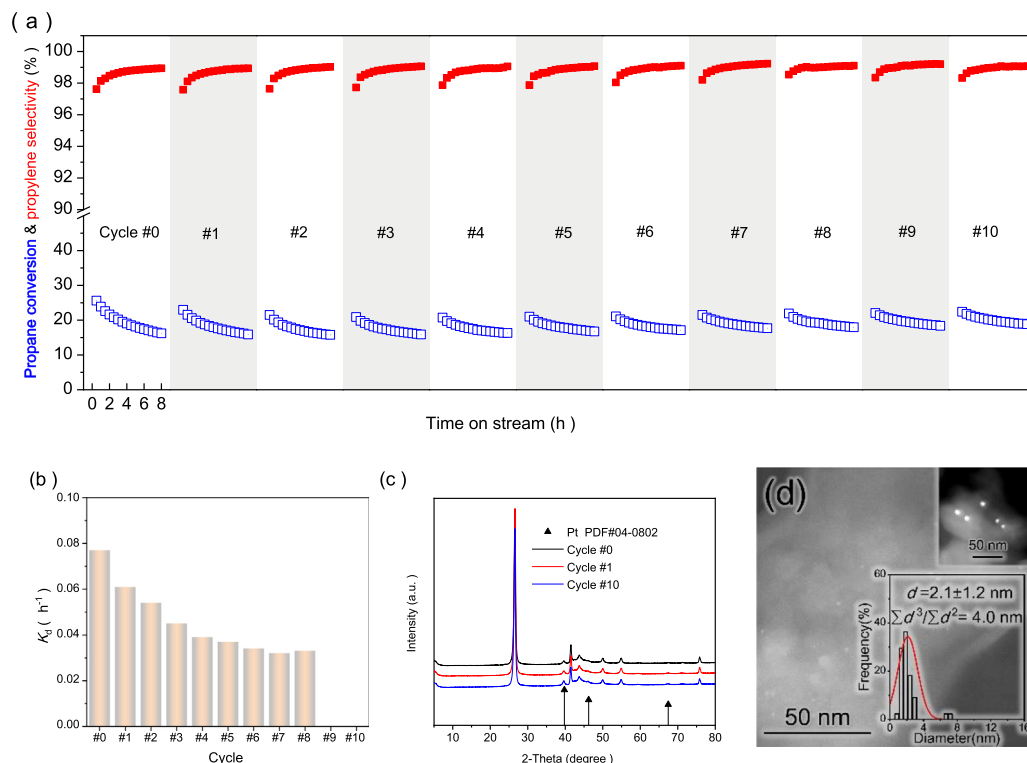 ( a )
Propane conversion & propylene selectivity (%)
100
98
96
94
92
90
40
30
20
10
0
Cycle #0 #1 #2 #3 #4 #5 #6 #7 #8 #9 #10
0 2 4 6 8
Time on stream (h )
(b)
K_d ( h⁻¹)
0.10
0.08
0.06
0.04
0.02
0.00
#0 #1 #2 #3 #4 #5 #6 #7 #8 #9 #10
Cycle
(c )
Intensity (a.u. )
Pt PDF#04-0802
Cycle #0
Cycle #1
Cycle #10
10 20 30 40 50 60 70 80
2-Theta (degree )
(d)
50 nm
Frequency(%)
60
40
20
0
d=2.1±1.2 nm
∑d³/∑d²= 4.0 nm
0 4 8 12 16
Diameter(nm)
50 nm